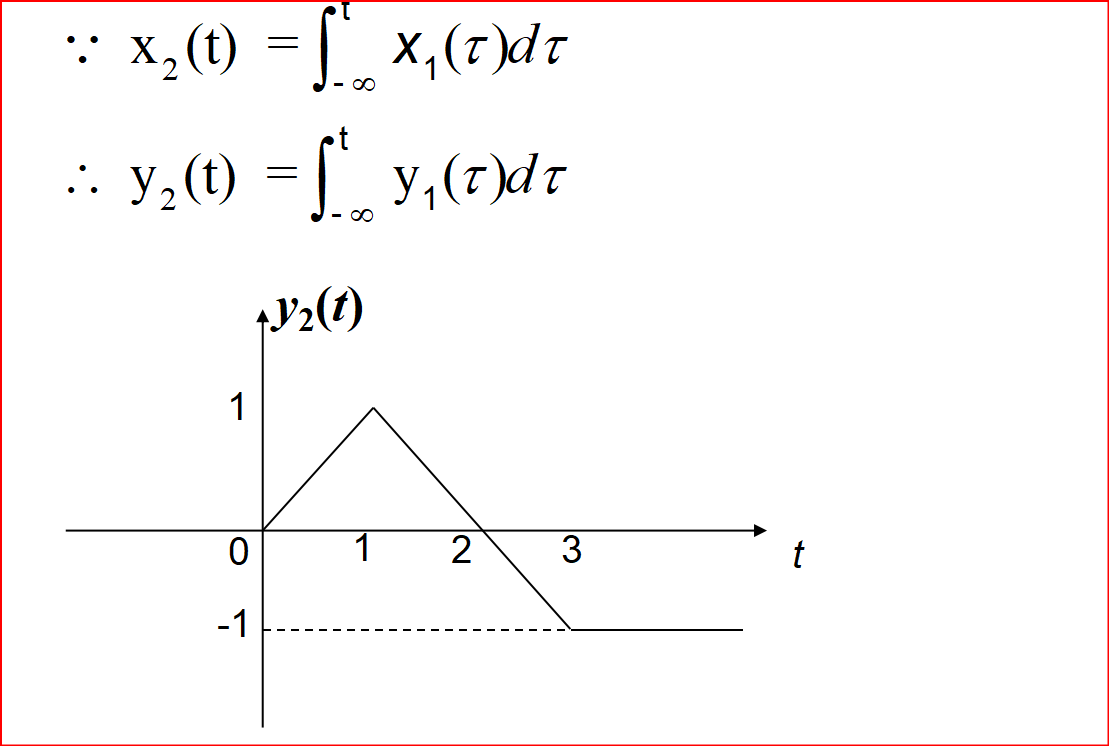 ∵ x₂(t) = ∫₋∞ᵗ x₁(τ)dτ
∴ y₂(t) = ∫₋∞ᵗ y₁(τ)dτ
y₂(t)
1
0 1 2 3 t
-1